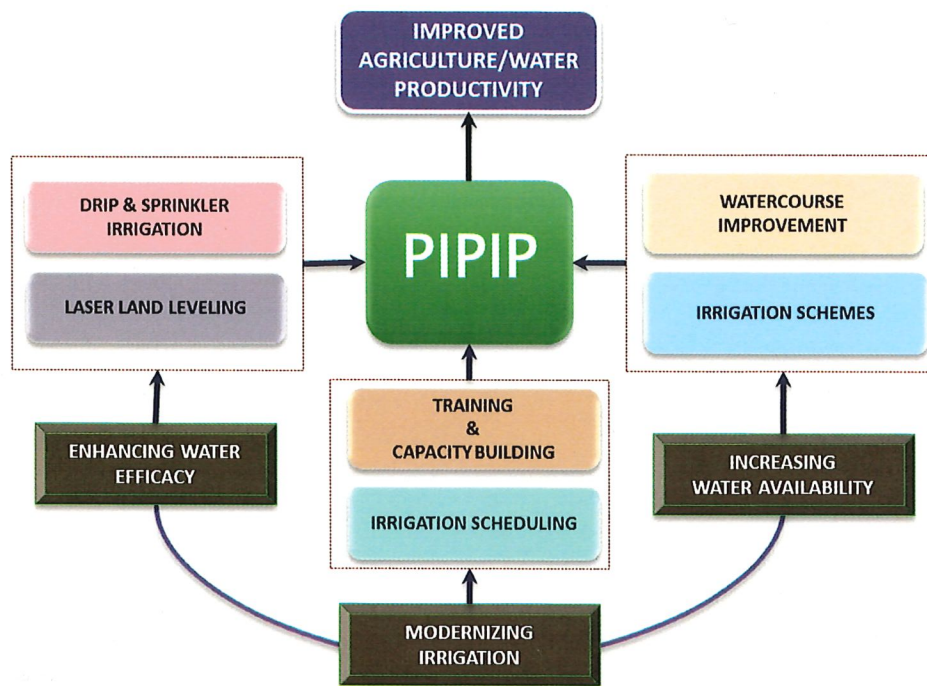 IMPROVED
AGRICULTURE/WATER
PRODUCTIVITY
DRIP & SPRINKLER
IRRIGATION
LASER LAND LEVELING
PIPIP
WATERCOURSE
IMPROVEMENT
IRRIGATION SCHEMES
TRAINING
&
CAPACITY BUILDING
IRRIGATION SCHEDULING
ENHANCING WATER
EFFICACY
INCREASING
WATER AVAILABILITY
MODERNIZING
IRRIGATION